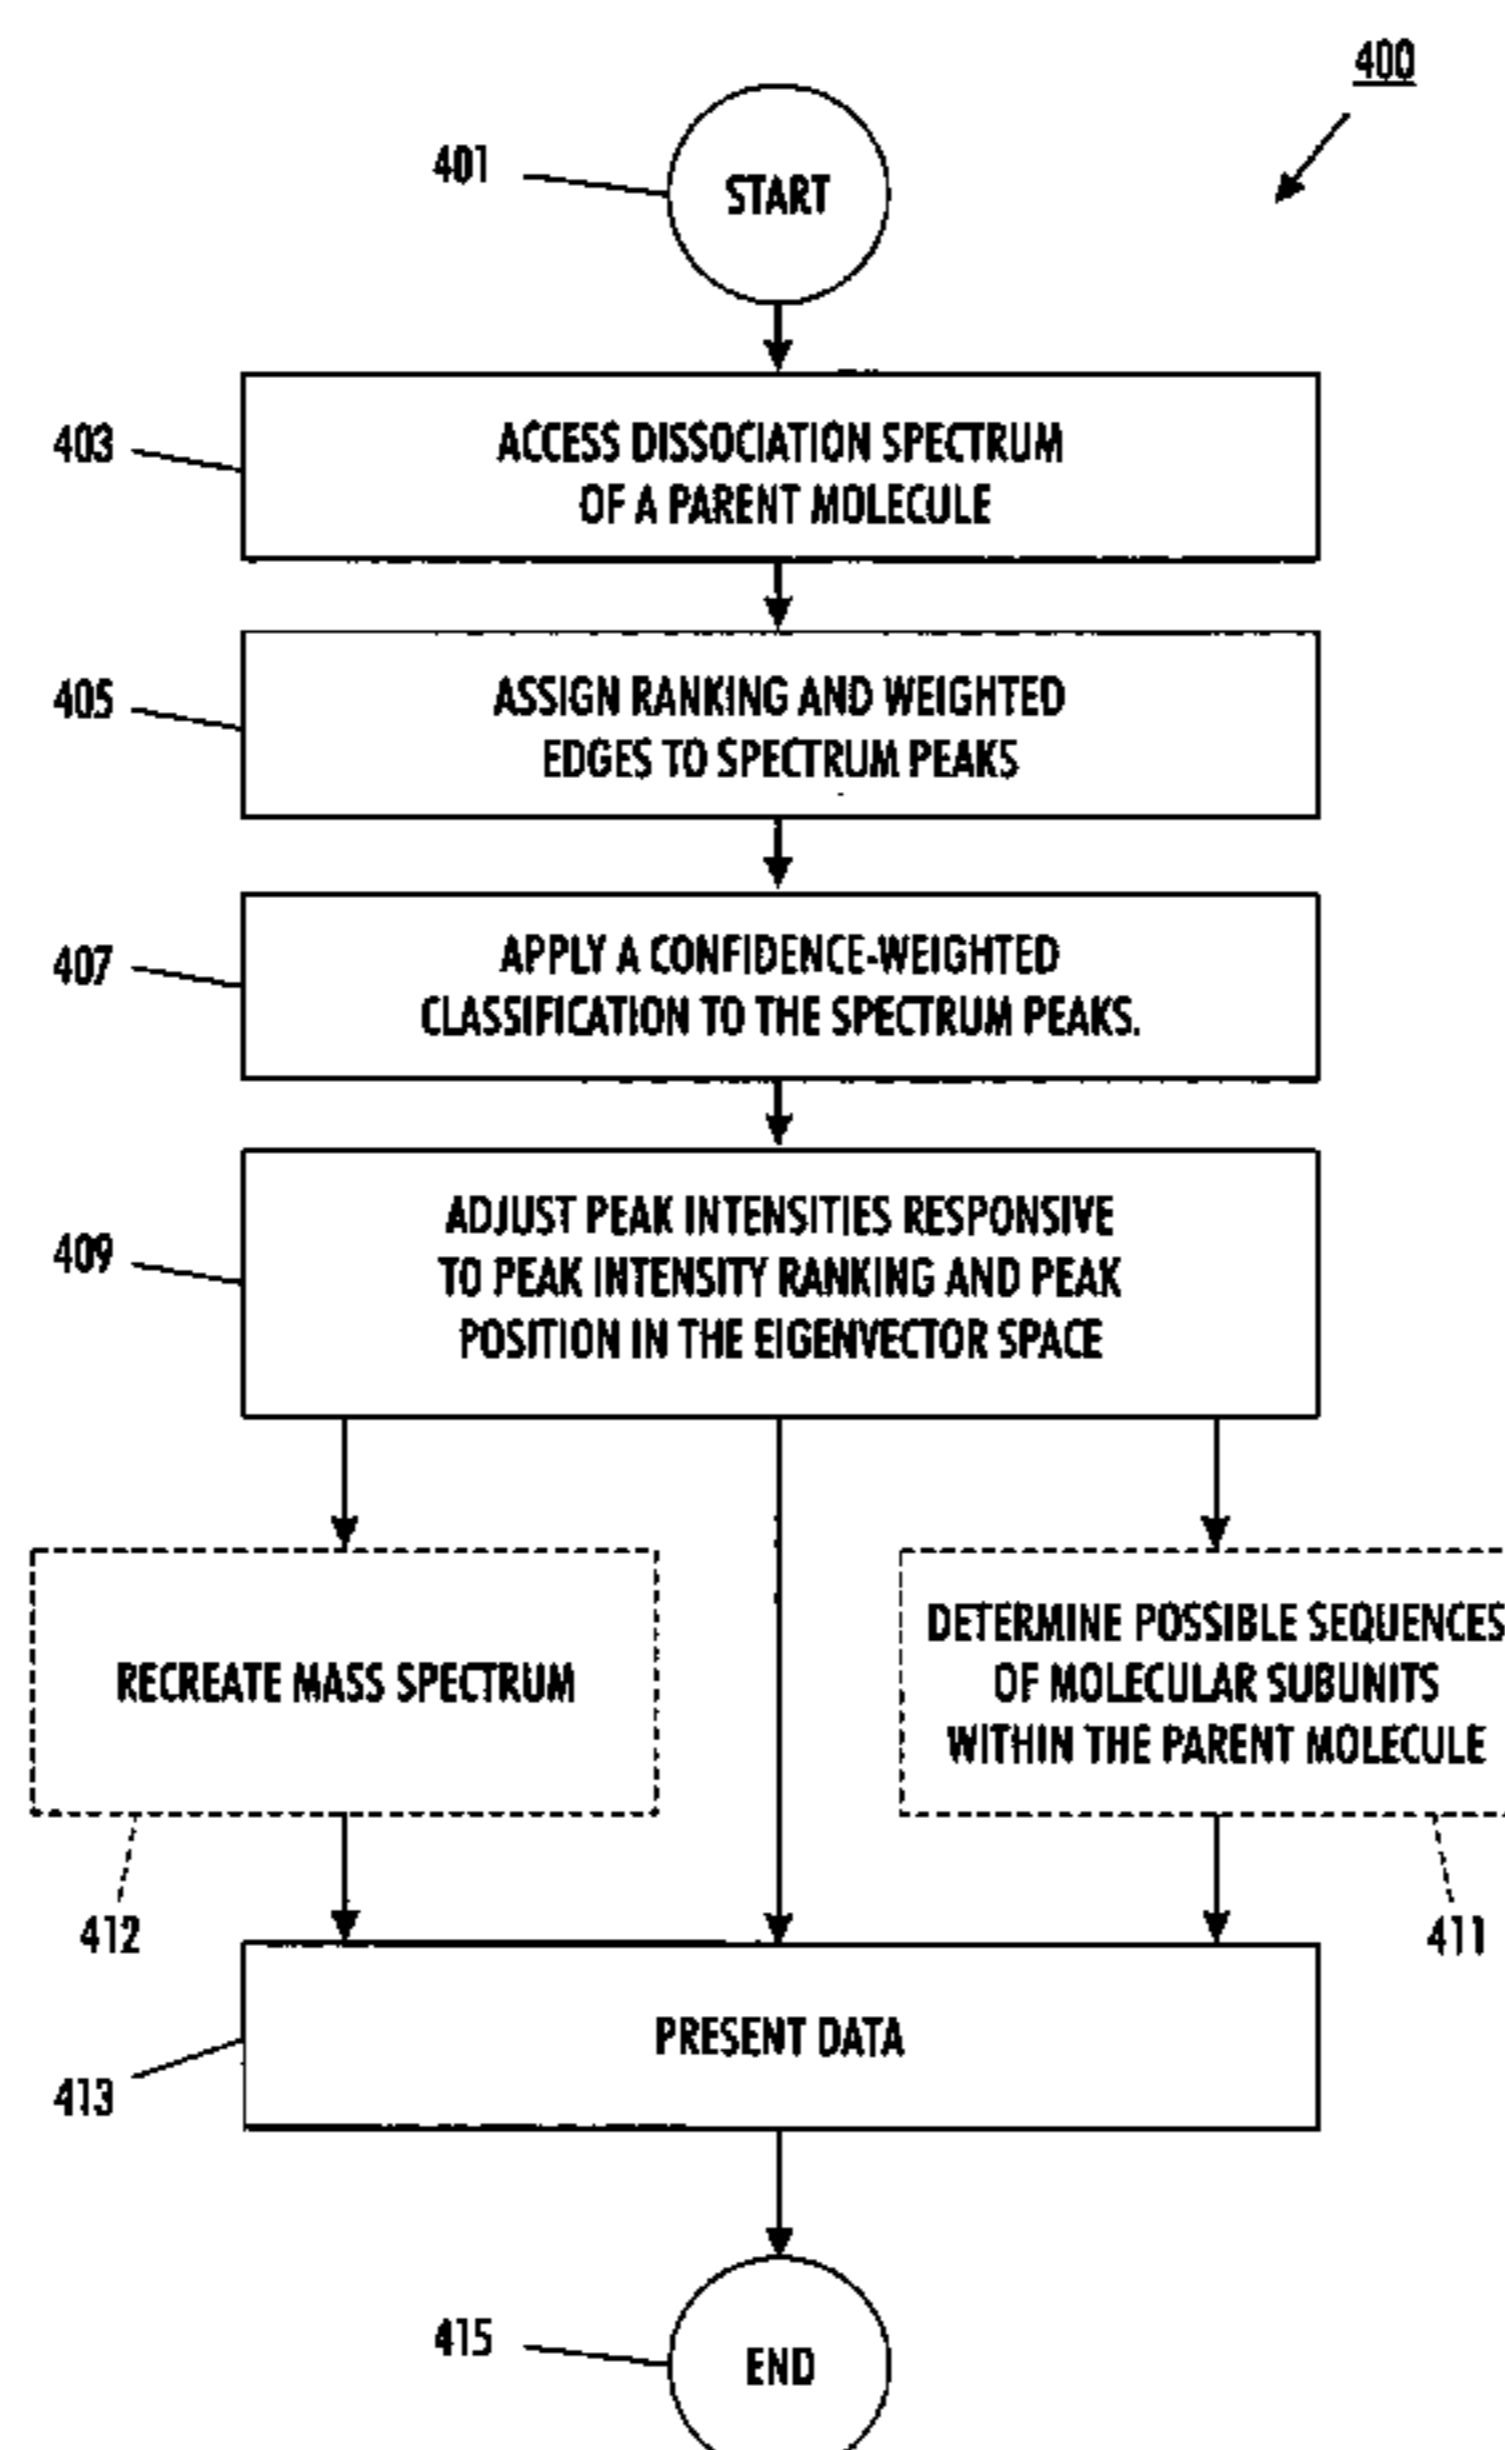 400
401
START
403
ACCESS DISSOCIATION SPECTRUM
OF A PARENT MOLECULE
405
ASSIGN RANKING AND WEIGHTED
EDGES TO SPECTRUM PEAKS
407
APPLY A CONFIDENCE-WEIGHTED
CLASSIFICATION TO THE SPECTRUM PEAKS.
409
ADJUST PEAK INTENSITIES RESPONSIVE
TO PEAK INTENSITY RANKING AND PEAK
POSITION IN THE EIGENVECTOR SPACE
RECREATE MASS SPECTRUM
412
DETERMINE POSSIBLE SEQUENCES
OF MOLECULAR SUBUNITS
WITHIN THE PARENT MOLECULE
411
PRESENT DATA
413
415
END